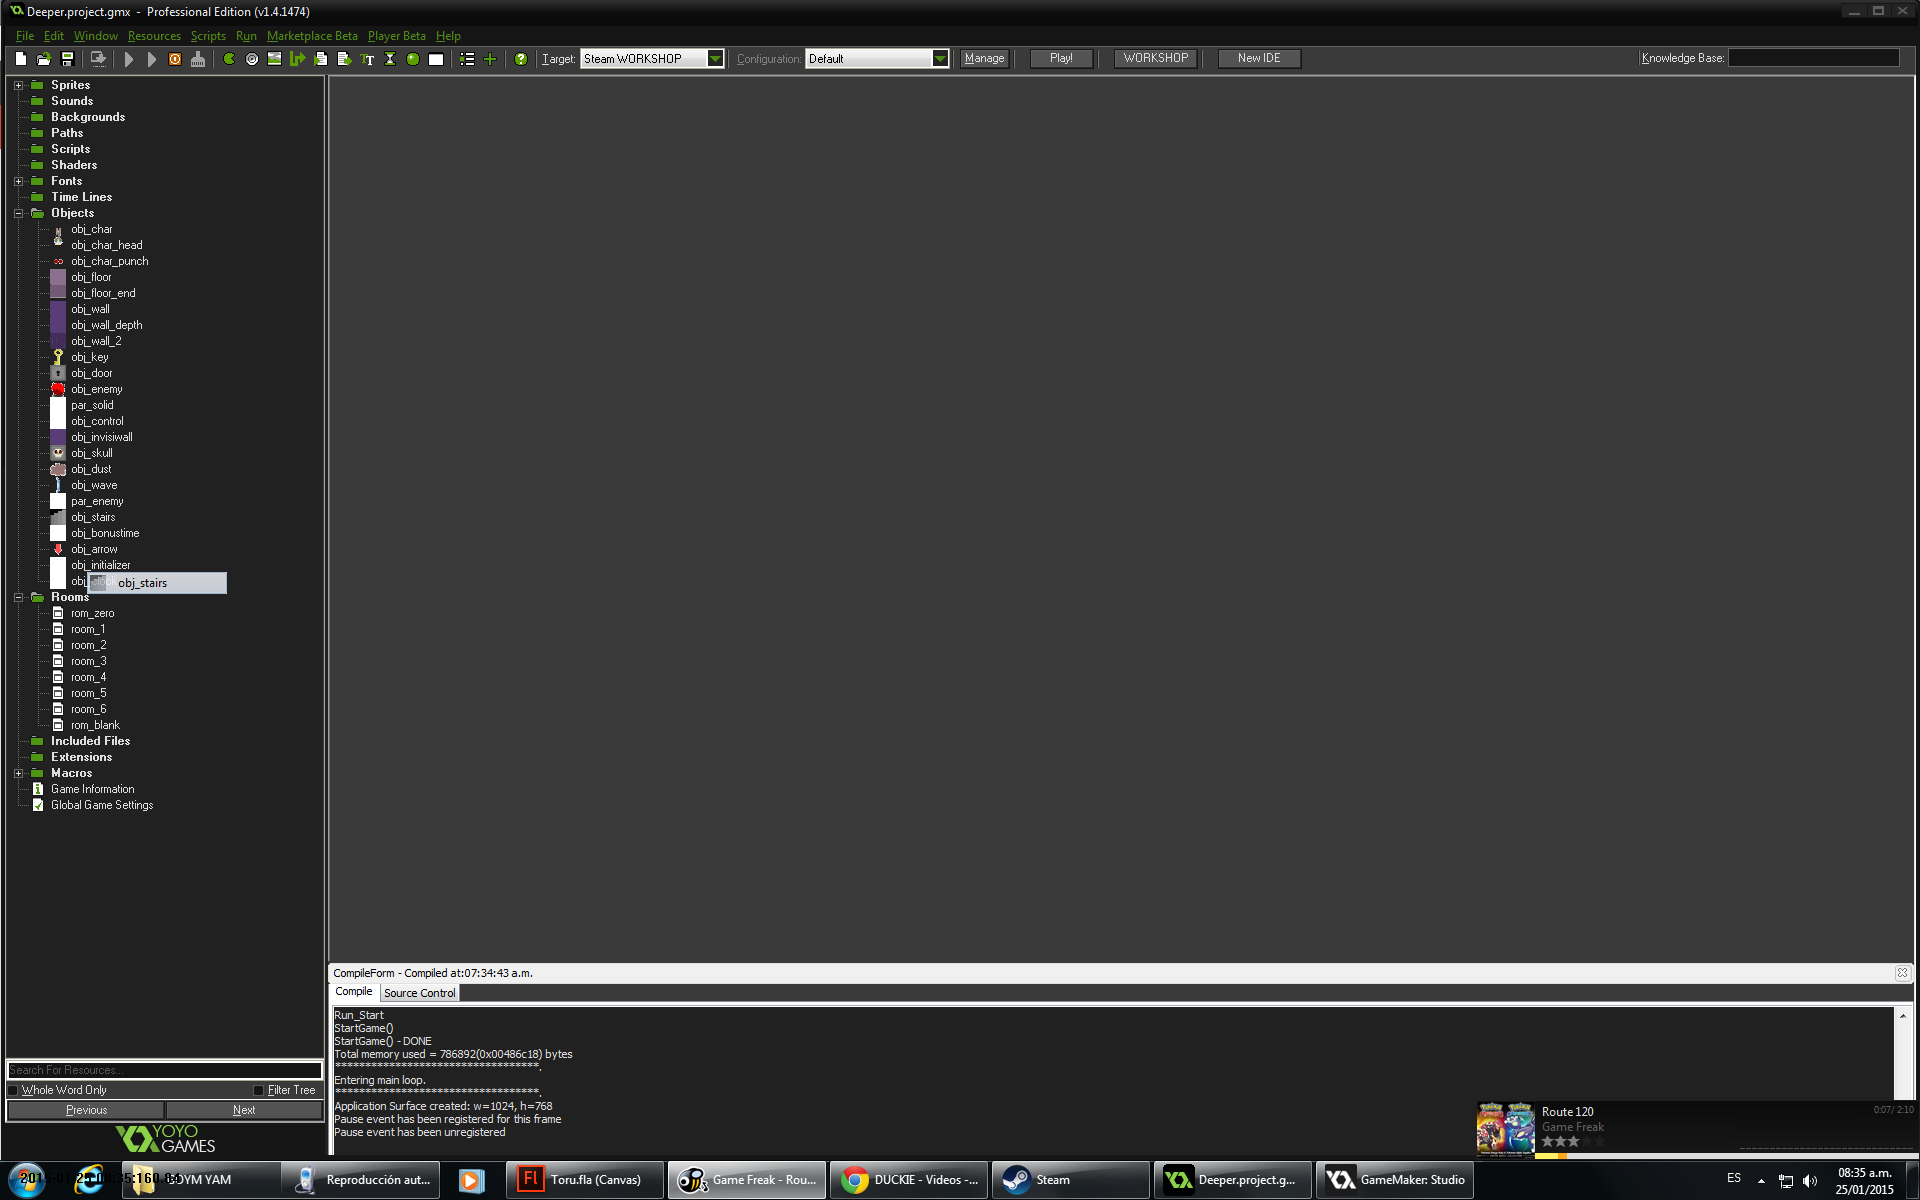 Deeper.project.gmx - Professional Edition (v1.4.1474)
File Edit Window Resources Scripts Run Marketplace Beta Player Beta Help
Target: Steam WORKSHOP Configuration: Default Manage Play! WORKSHOP New IDE Knowledge Base:
Sprites
Sounds
Backgrounds
Paths
Scripts
Shaders
Fonts
Time Lines
Objects
obj_char
obj_char_head
obj_char_punch
obj_floor
obj_floor_end
obj_wall
obj_wall_depth
obj_wall_2
obj_key
obj_door
obj_enemy
par_solid
obj_control
obj_invisiwall
obj_skull
obj_dust
obj_wave
par_enemy
obj_stairs
obj_bonustime
obj_arrow
obj_initializer
obj_stairs
Rooms
rom_zero
room_1
room_2
room_3
room_4
room_5
room_6
rom_blank
Included Files
Extensions
Macros
Game Information
Global Game Settings
CompileForm - Compiled at:07:34:43 a.m.
Compile Source Control
Run_Start
StartGame()
StartGame() - DONE
Total memory used = 786892(0x00486c18) bytes
**********************************.
Entering main loop.
**********************************.
Application Surface created: w=1024, h=768
Pause event has been registered for this frame
Pause event has been unregistered
Search For Resources...
Whole Word Only Filter Tree
Previous Next
YOYO
GAMES
Route 120 0:07/ 2:10
Game Freak
YAM Reproducción aut... Toru.fla (Canvas) Game Freak - Rou... DUCKIE - Videos -... Steam Deeper.project.g... GameMaker: Studio ES
08:35 a.m.
25/01/2015